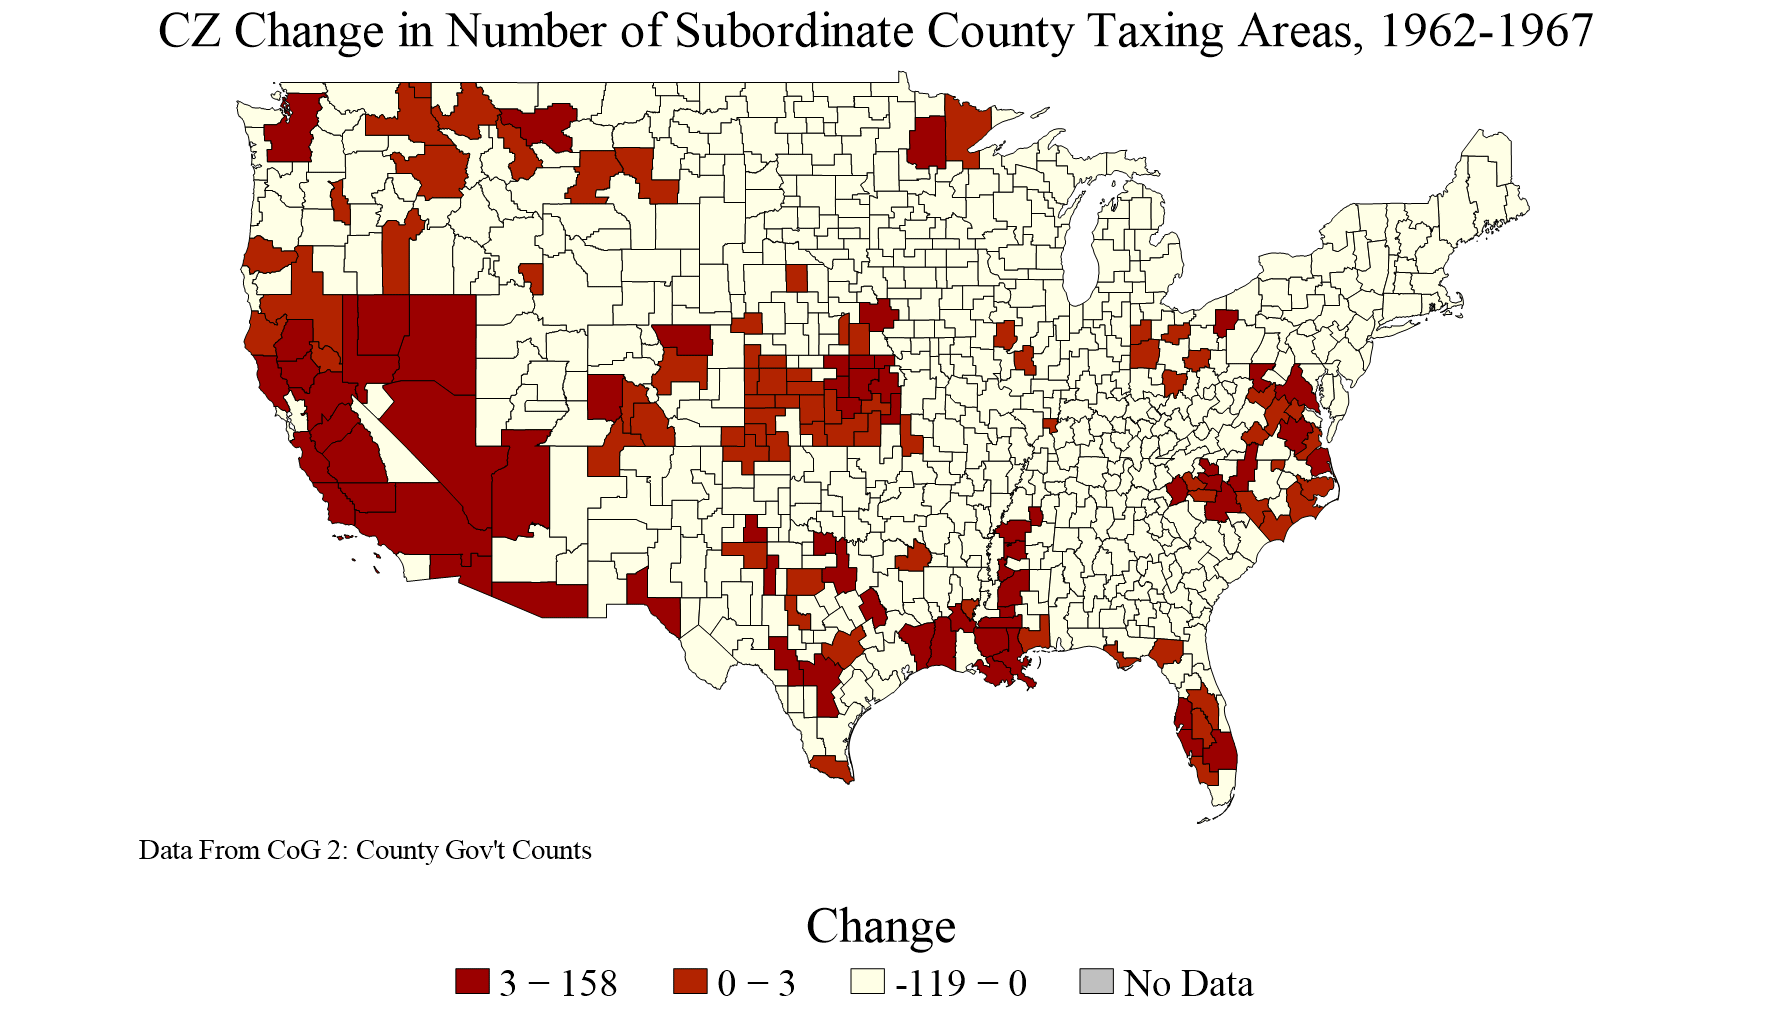 CZ Change in Number of Subordinate County Taxing Areas, 1962-1967
Data From CoG 2: County Gov't Counts
Change
3 − 158
0 − 3
-119 − 0
No Data